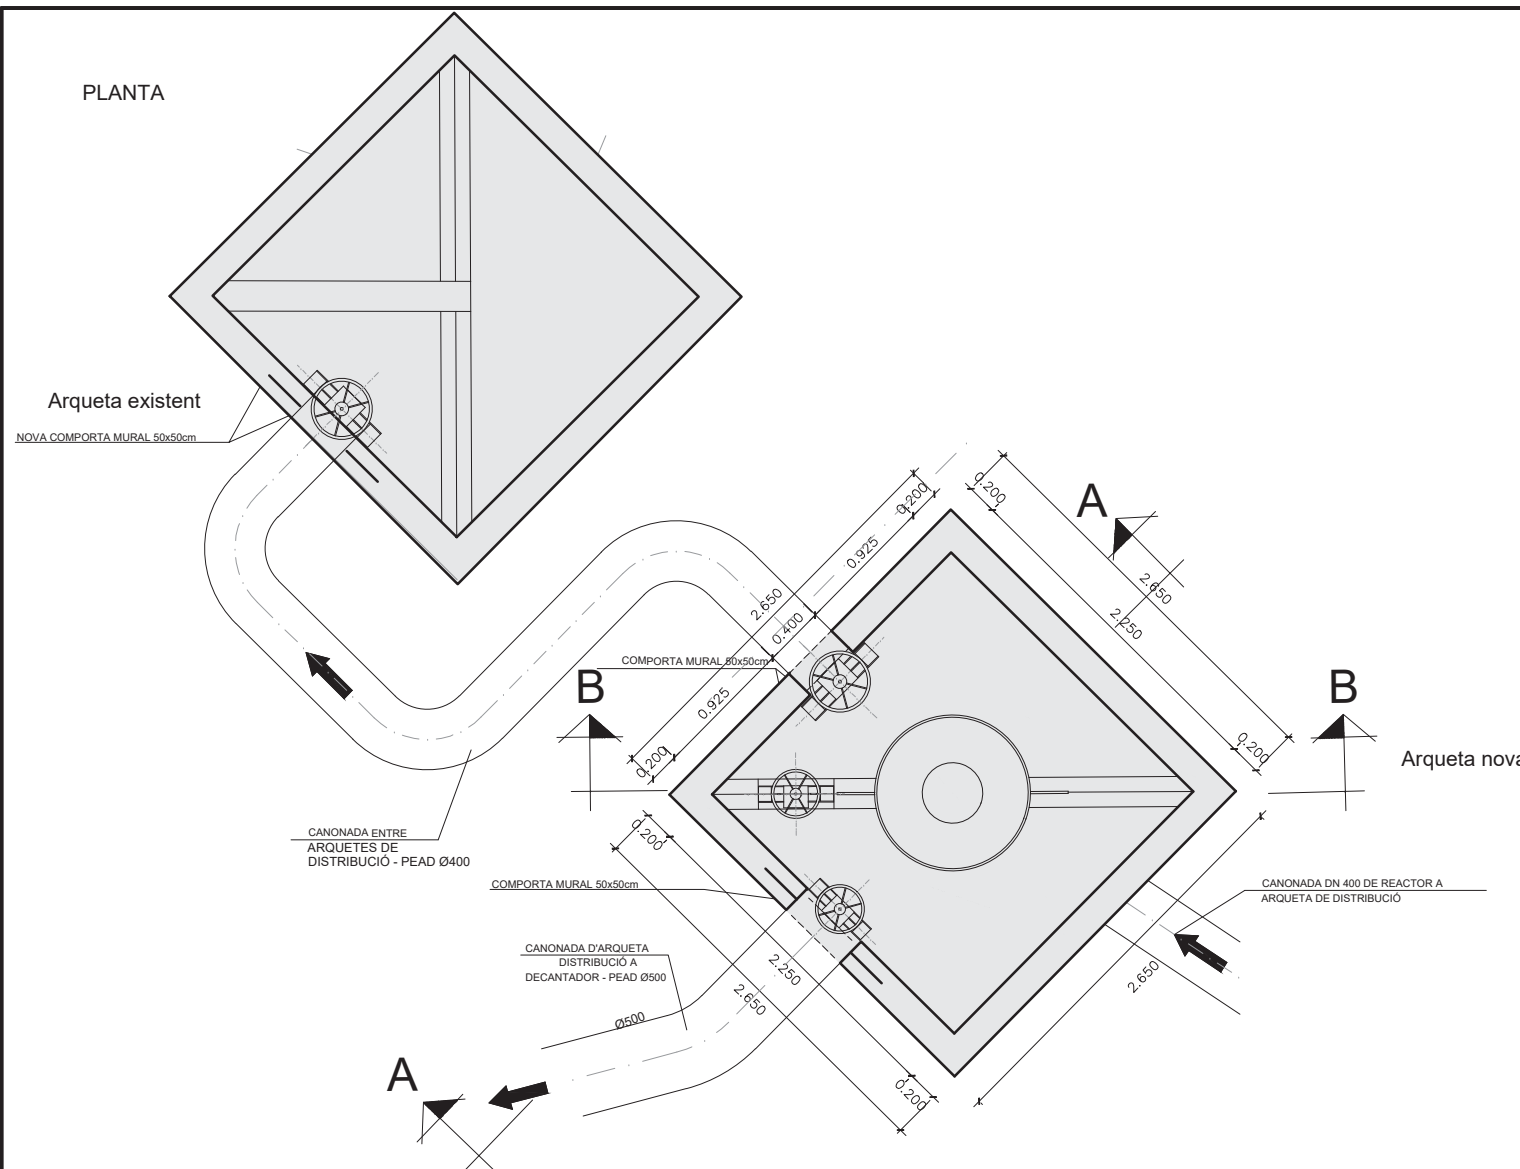 PLANTA
Arqueta existent
NOVA COMPORTA MURAL 50x50cm
0.200
0.925
2.650
0.400
COMPORTA MURAL 50x50cm
0.925
0.200
0.200
A
2.650
2.250
0.200
B
B
Arqueta nova
CANONADA ENTRE
ARQUETES DE
DISTRIBUCIÓ - PEAD Ø400
0.200
COMPORTA MURAL 50x50cm
CANONADA DN 400 DE REACTOR A
ARQUETA DE DISTRIBUCIÓ
CANONADA D'ARQUETA
DISTRIBUCIÓ A
DECANTADOR - PEAD Ø500
2.250
2.650
2.650
Ø500
A
0.200